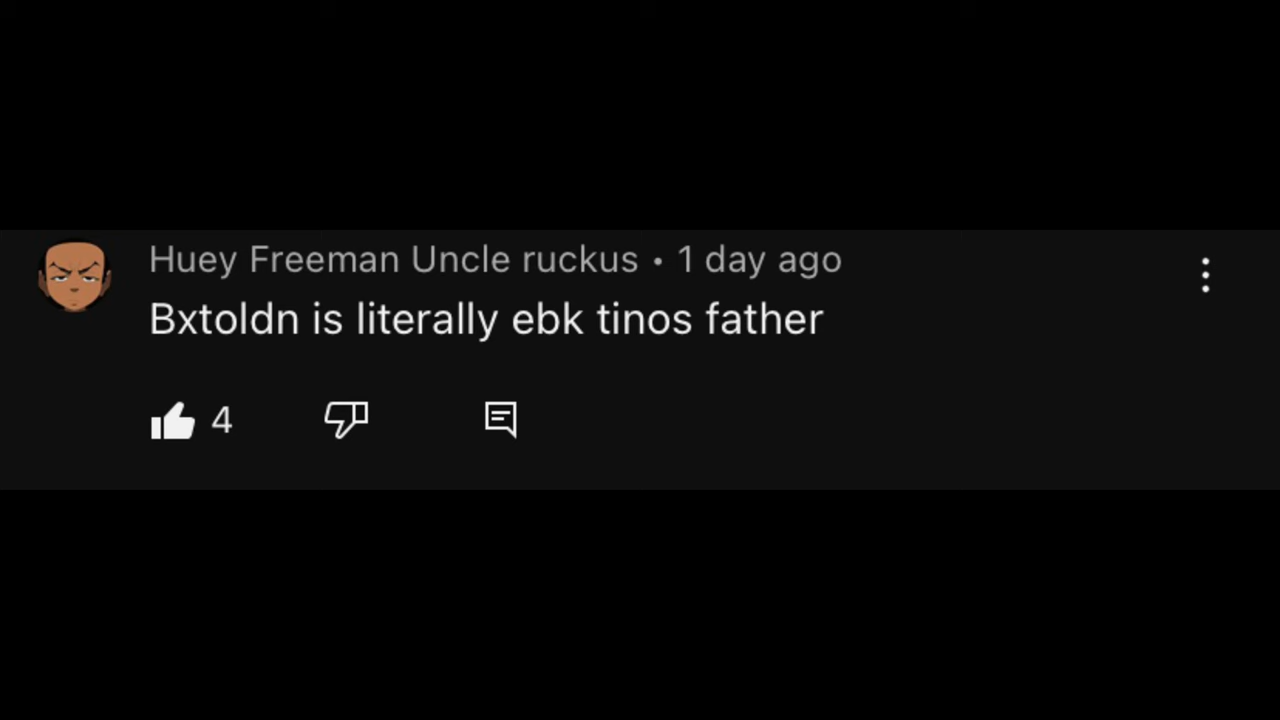 Huey Freeman Uncle ruckus • 1 day ago
Bxtoldn is literally ebk tinos father
4